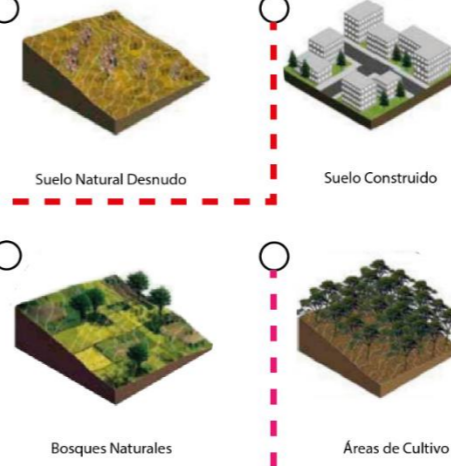 Suelo Natural Desnudo
Suelo Construido
Bosques Naturales
Áreas de Cultivo